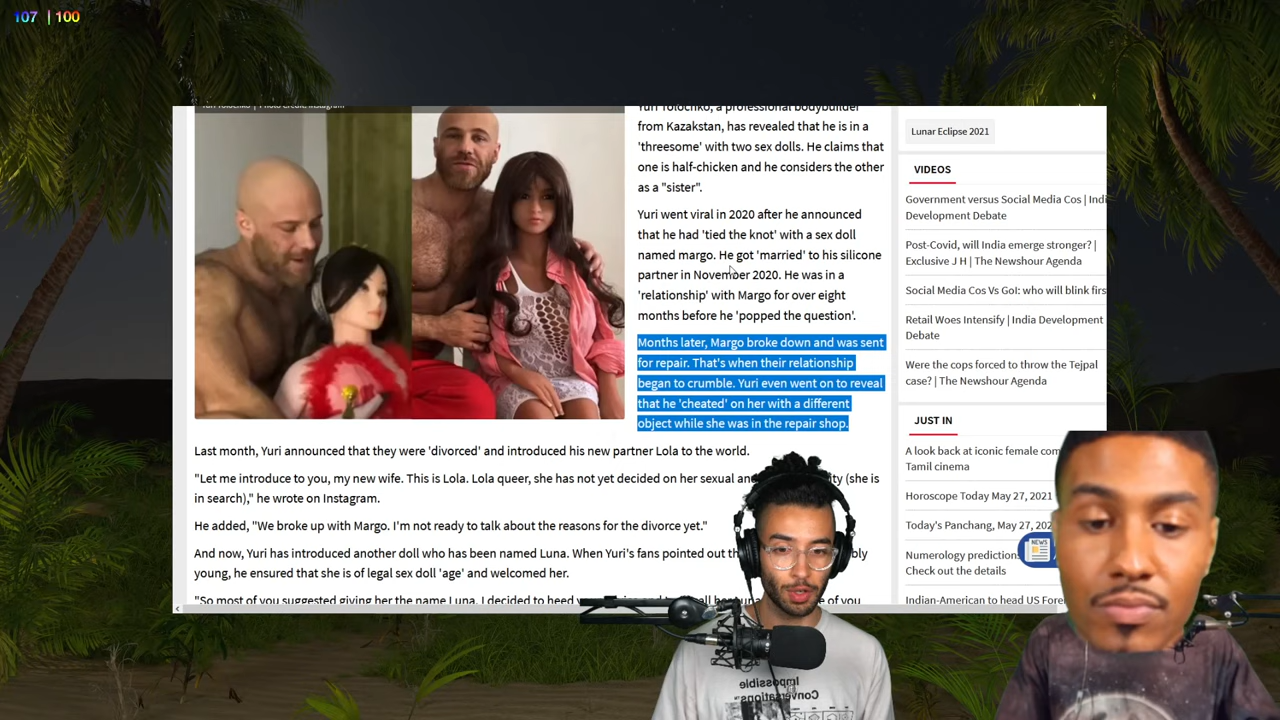 107 | 100
Yuri Tolochko, a professional bodybuilder
from Kazakstan, has revealed that he is in a
'threesome' with two sex dolls. He claims that
one is half-chicken and he considers the other
as a "sister".
Yuri went viral in 2020 after he announced
that he had 'tied the knot' with a sex doll
named margo. He got 'married' to his silicone
partner in November 2020. He was in a
'relationship' with Margo for over eight
months before he 'popped the question'.
Months later, Margo broke down and was sent
for repair. That's when their relationship
began to crumble. Yuri even went on to reveal
that he 'cheated' on her with a different
object while she was in the repair shop.
Last month, Yuri announced that they were 'divorced' and introduced his new partner Lola to the world.
"Let me introduce to you, my new wife. This is Lola. Lola queer, she has not yet decided on her sexual and ity (she is
in search)," he wrote on Instagram.
He added, "We broke up with Margo. I'm not ready to talk about the reasons for the divorce yet."
And now, Yuri has introduced another doll who has been named Luna. When Yuri's fans pointed out th bly
young, he ensured that she is of legal sex doll 'age' and welcomed her.
"So most of you suggested giving her the name Luna. I decided to heed of you
Lunar Eclipse 2021
VIDEOS
Government versus Social Media Cos | Indi
Development Debate
Post-Covid, will India emerge stronger? |
Exclusive J H | The Newshour Agenda
Social Media Cos Vs GoI: who will blink firs
Retail Woes Intensify | India Development
Debate
Were the cops forced to throw the Tejpal
case? | The Newshour Agenda
JUST IN
A look back at iconic female com
Tamil cinema
Horoscope Today May 27, 2021
Today's Panchang, May 27, 202
Numerology predictions
Check out the details
Indian-American to head US Fore
NEWS
Impossible
Conversations